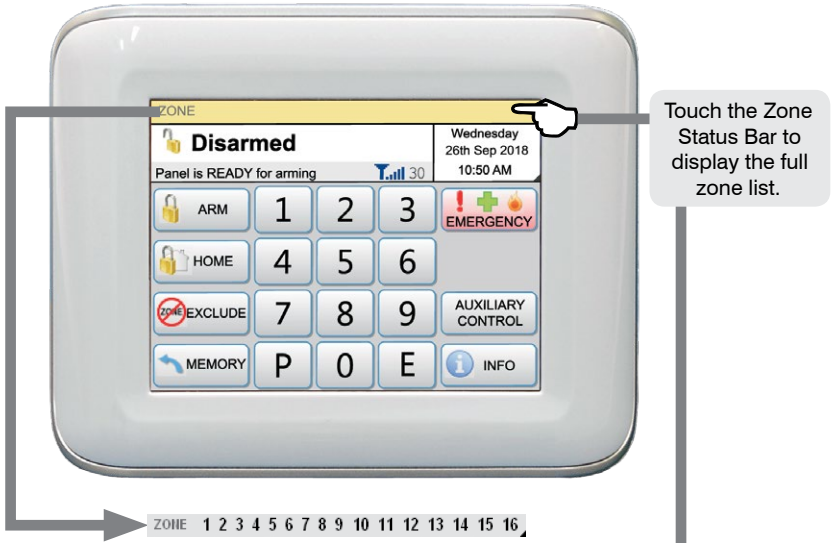 ZONE
Disarmed
Panel is READY for arming
30
Wednesday
26th Sep 2018
10:50 AM
ARM
1
2
3
EMERGENCY
HOME
4
5
6
ZONE EXCLUDE
7
8
9
AUXILIARY
CONTROL
MEMORY
P
0
E
INFO
Touch the Zone
Status Bar to
display the full
zone list.
ZONE 1 2 3 4 5 6 7 8 9 10 11 12 13 14 15 16